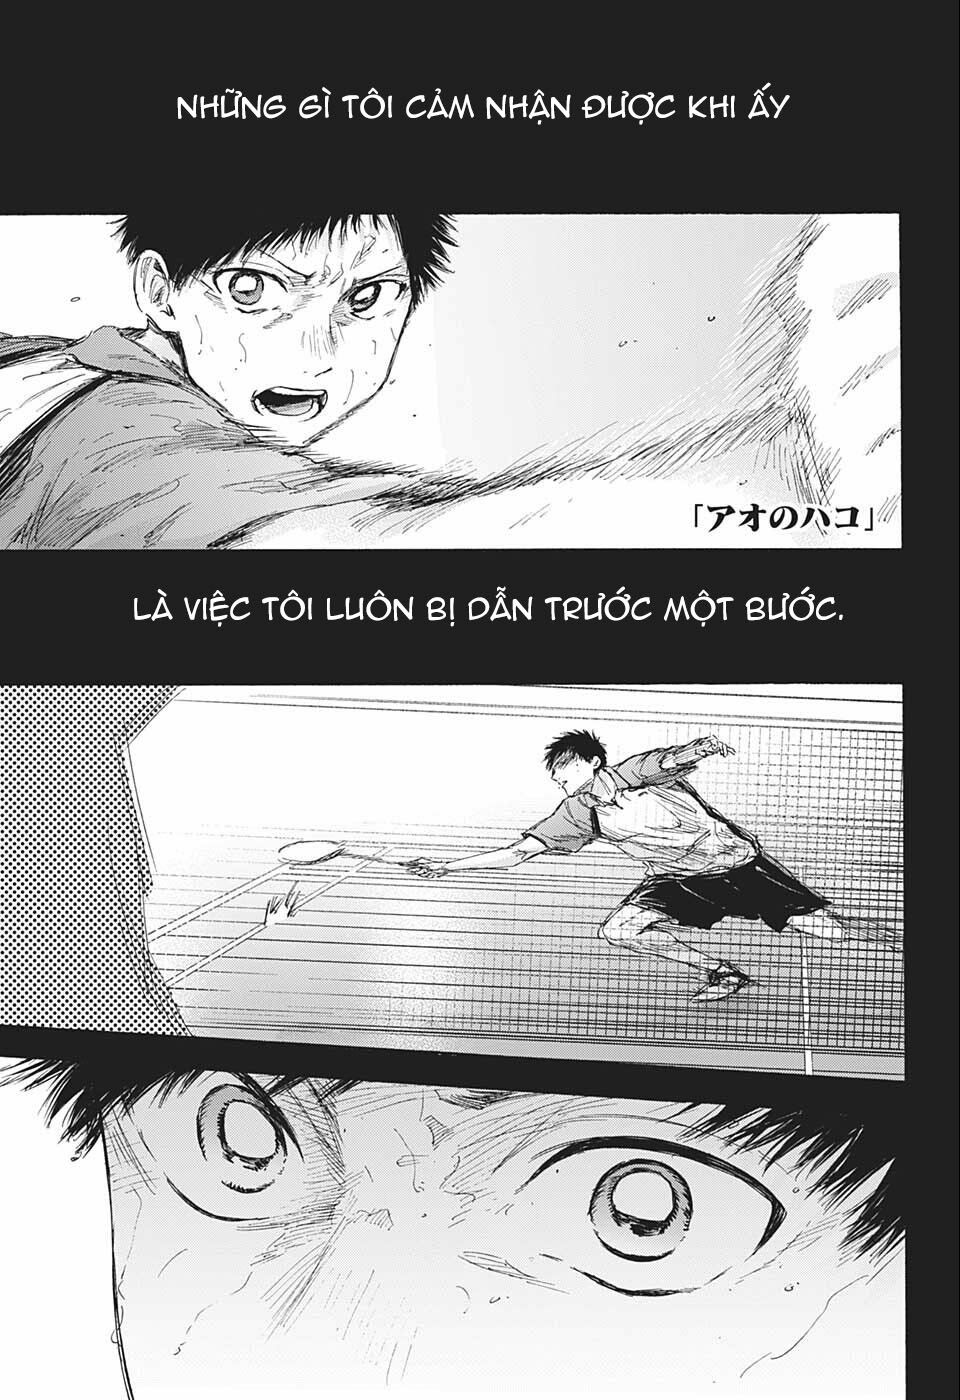 NHỮNG GÌ TÔI CẢM NHẬN ĐƯỢC KHI ẤY
「アオのハコ」
LÀ VIỆC TÔI LUÔN BỊ DẪN TRƯỚC MỘT BƯỚC.